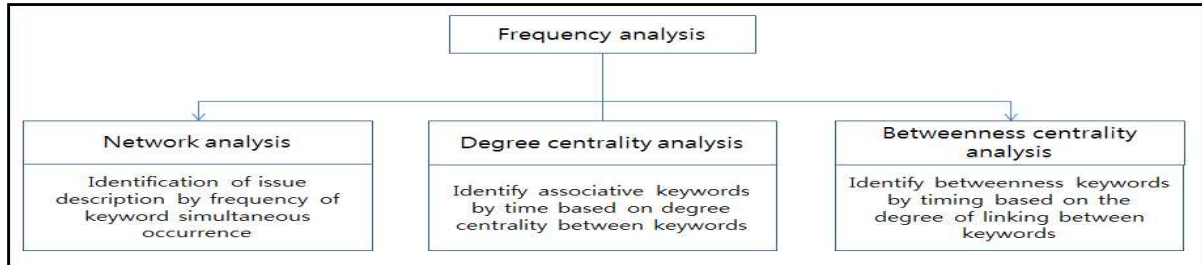 Frequency analysis
Network analysis
Identification of issue
description by frequency of
keyword simultaneous
occurrence
Degree centrality analysis
Identify associative keywords
by time based on degree
centrality between keywords
Betweenness centrality
analysis
Identify betweenness keywords
by timing based on the
degree of linking between
keywords